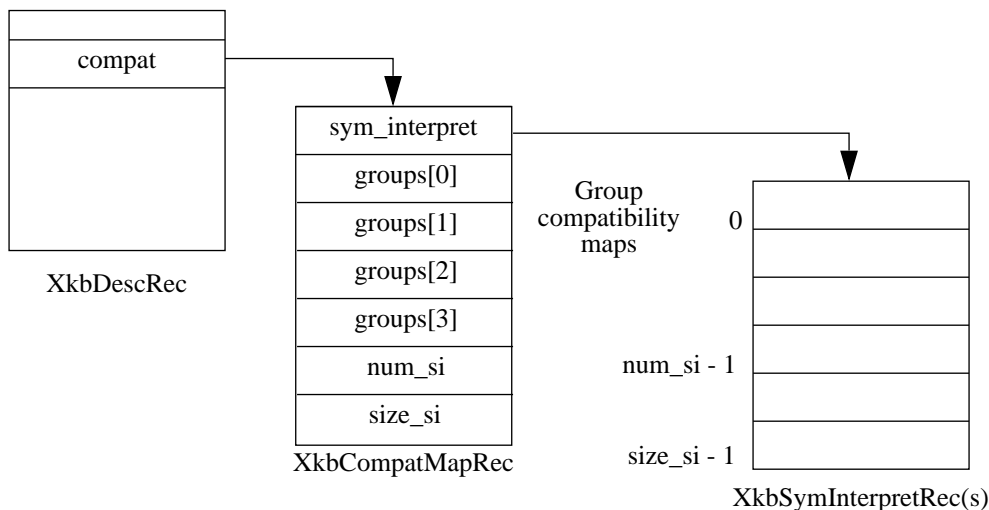 compat
XkbDescRec
sym_interpret
groups[0]
groups[1]
groups[2]
groups[3]
num_si
size_si
XkbCompatMapRec
Group
compatibility
maps
0
num_si - 1
size_si - 1
XkbSymInterpretRec(s)